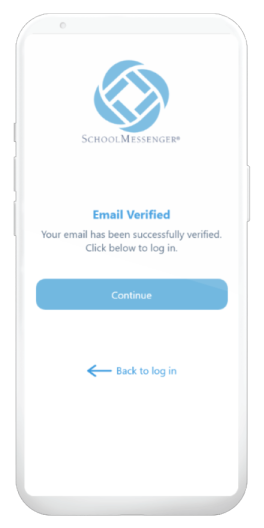 SCHOOLMESSENGER®
Email Verified
Your email has been successfully verified.
Click below to log in.
Continue
Back to log in